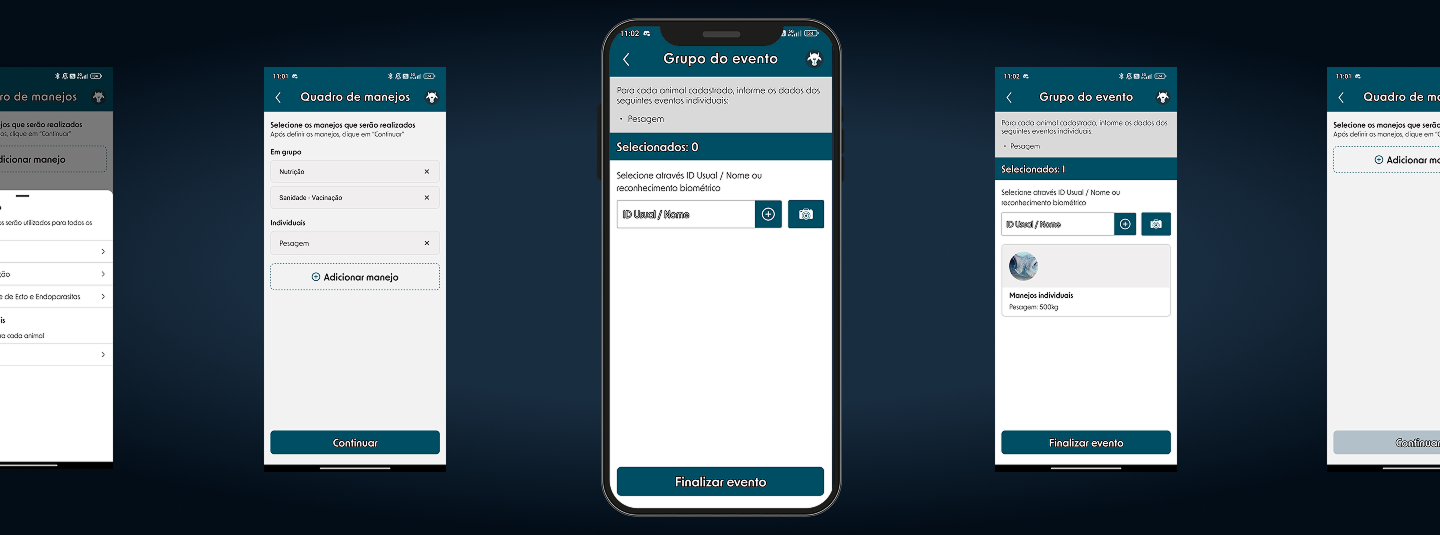 ro de manejos
jos que serão realizados
os, clique em "Continuar"
dicionar manejo
os serão utilizados para todos os
ção
e de Ecto e Endoparasitas
is
a cada animal
11:01
Quadro de manejos
Selecione os manejos que serão realizados
Após definir os manejos, clique em "Continuar"
Em grupo
Nutrição
Sanidade - Vacinação
Individuais
Pesagem
Adicionar manejo
Continuar
11:02
Grupo do evento
Para cada animal cadastrado, informe os dados dos
seguintes eventos individuais:
• Pesagem
Selecionados: 0
Selecione através ID Usual / Nome ou
reconhecimento biométrico
ID Usual / Nome
Finalizar evento
11:02
Grupo do evento
Para cada animal cadastrado, informe os dados dos
seguintes eventos individuais:
• Pesagem
Selecionados: 1
Selecione através ID Usual / Nome ou
reconhecimento biométrico
ID Usual / Nome
Manejos individuais
Pesagem: 500kg
Finalizar evento
11:01
Quadro de ma
Selecione os manejos que serão
Após definir os manejos, clique em "C
Adicionar ma
Continuar